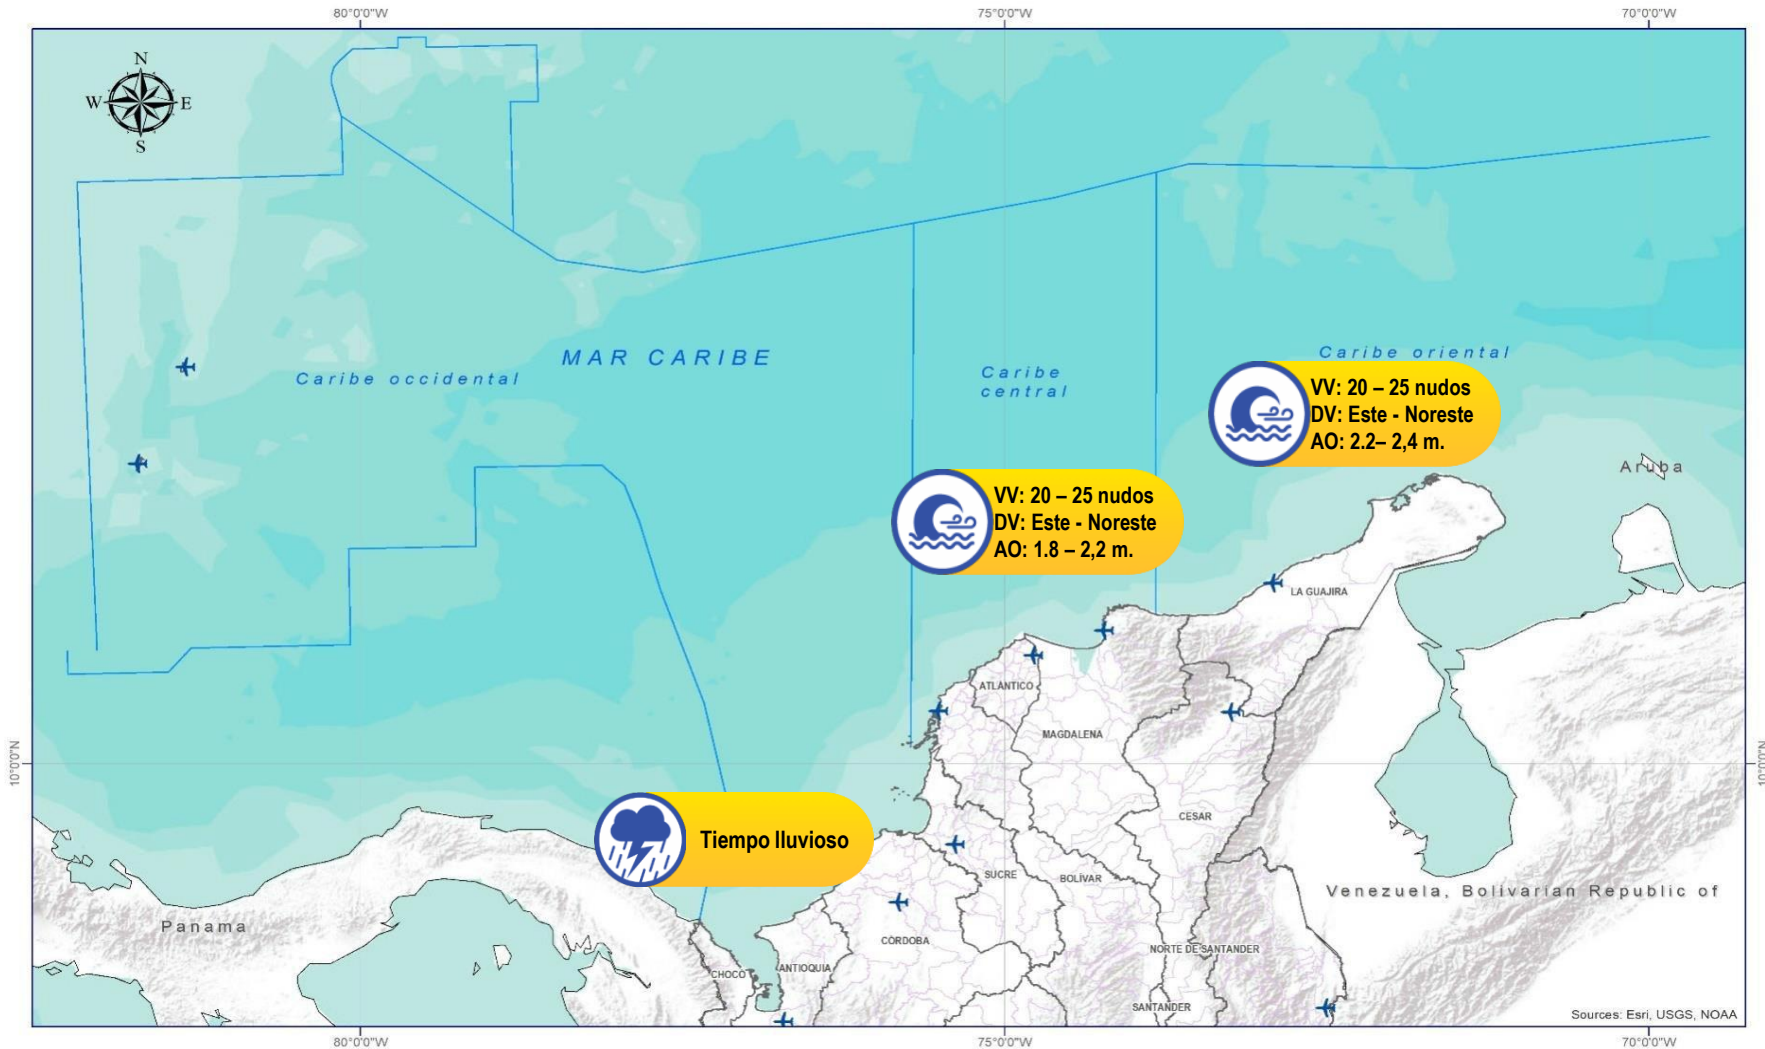 80°0'0"W
75°0'0"W
70°0'0"W
N
W
E
S
MAR CARIBE
Caribe occidental
Caribe
central
Caribe oriental
VV: 20 – 25 nudos
DV: Este - Noreste
AO: 2.2– 2,4 m.
Aruba
VV: 20 – 25 nudos
DV: Este - Noreste
AO: 1.8 – 2,2 m.
LA GUAJIRA
ATLÁNTICO
MAGDALENA
10°0'0"N
10°0'0"N
CESAR
Tiempo lluvioso
SUCRE
BOLÍVAR
Venezuela, Bolivarian Republic of
Panama
CÓRDOBA
NORTE DE SANTANDER
CHOCO
ANTIOQUIA
SANTANDER
Sources: Esri, USGS, NOAA
80°0'0"W
75°0'0"W
70°0'0"W